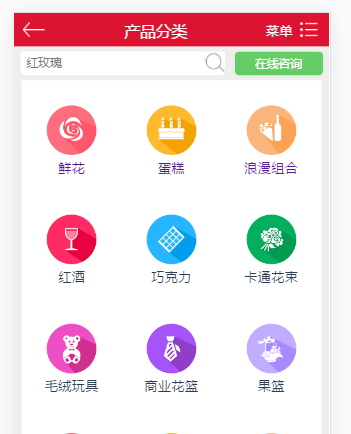 产品分类 菜单
红玫瑰 在线咨询
鲜花 蛋糕 浪漫组合
红酒 巧克力 卡通花束
毛绒玩具 商业花篮 果篮